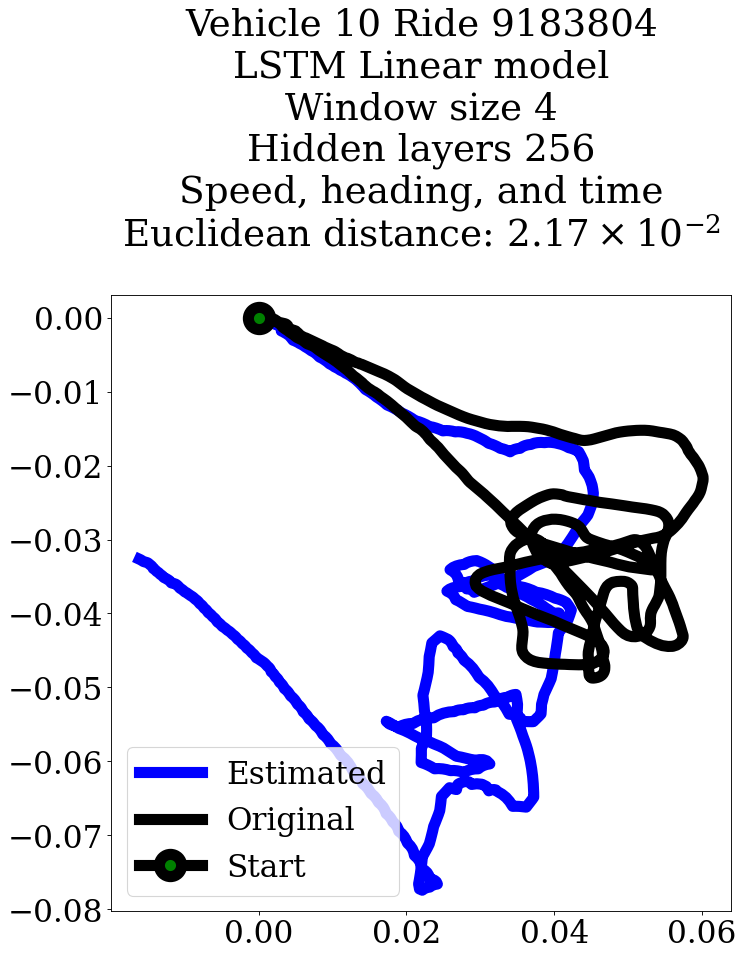 Vehicle 10 Ride 9183804
LSTM Linear model
Window size 4
Hidden layers 256
Speed, heading, and time
Euclidean distance: 2.17 × 10⁻²
0.00
−0.01
−0.02
−0.03
−0.04
−0.05
−0.06
−0.07
−0.08
Estimated
Original
Start
0.00 0.02 0.04 0.06